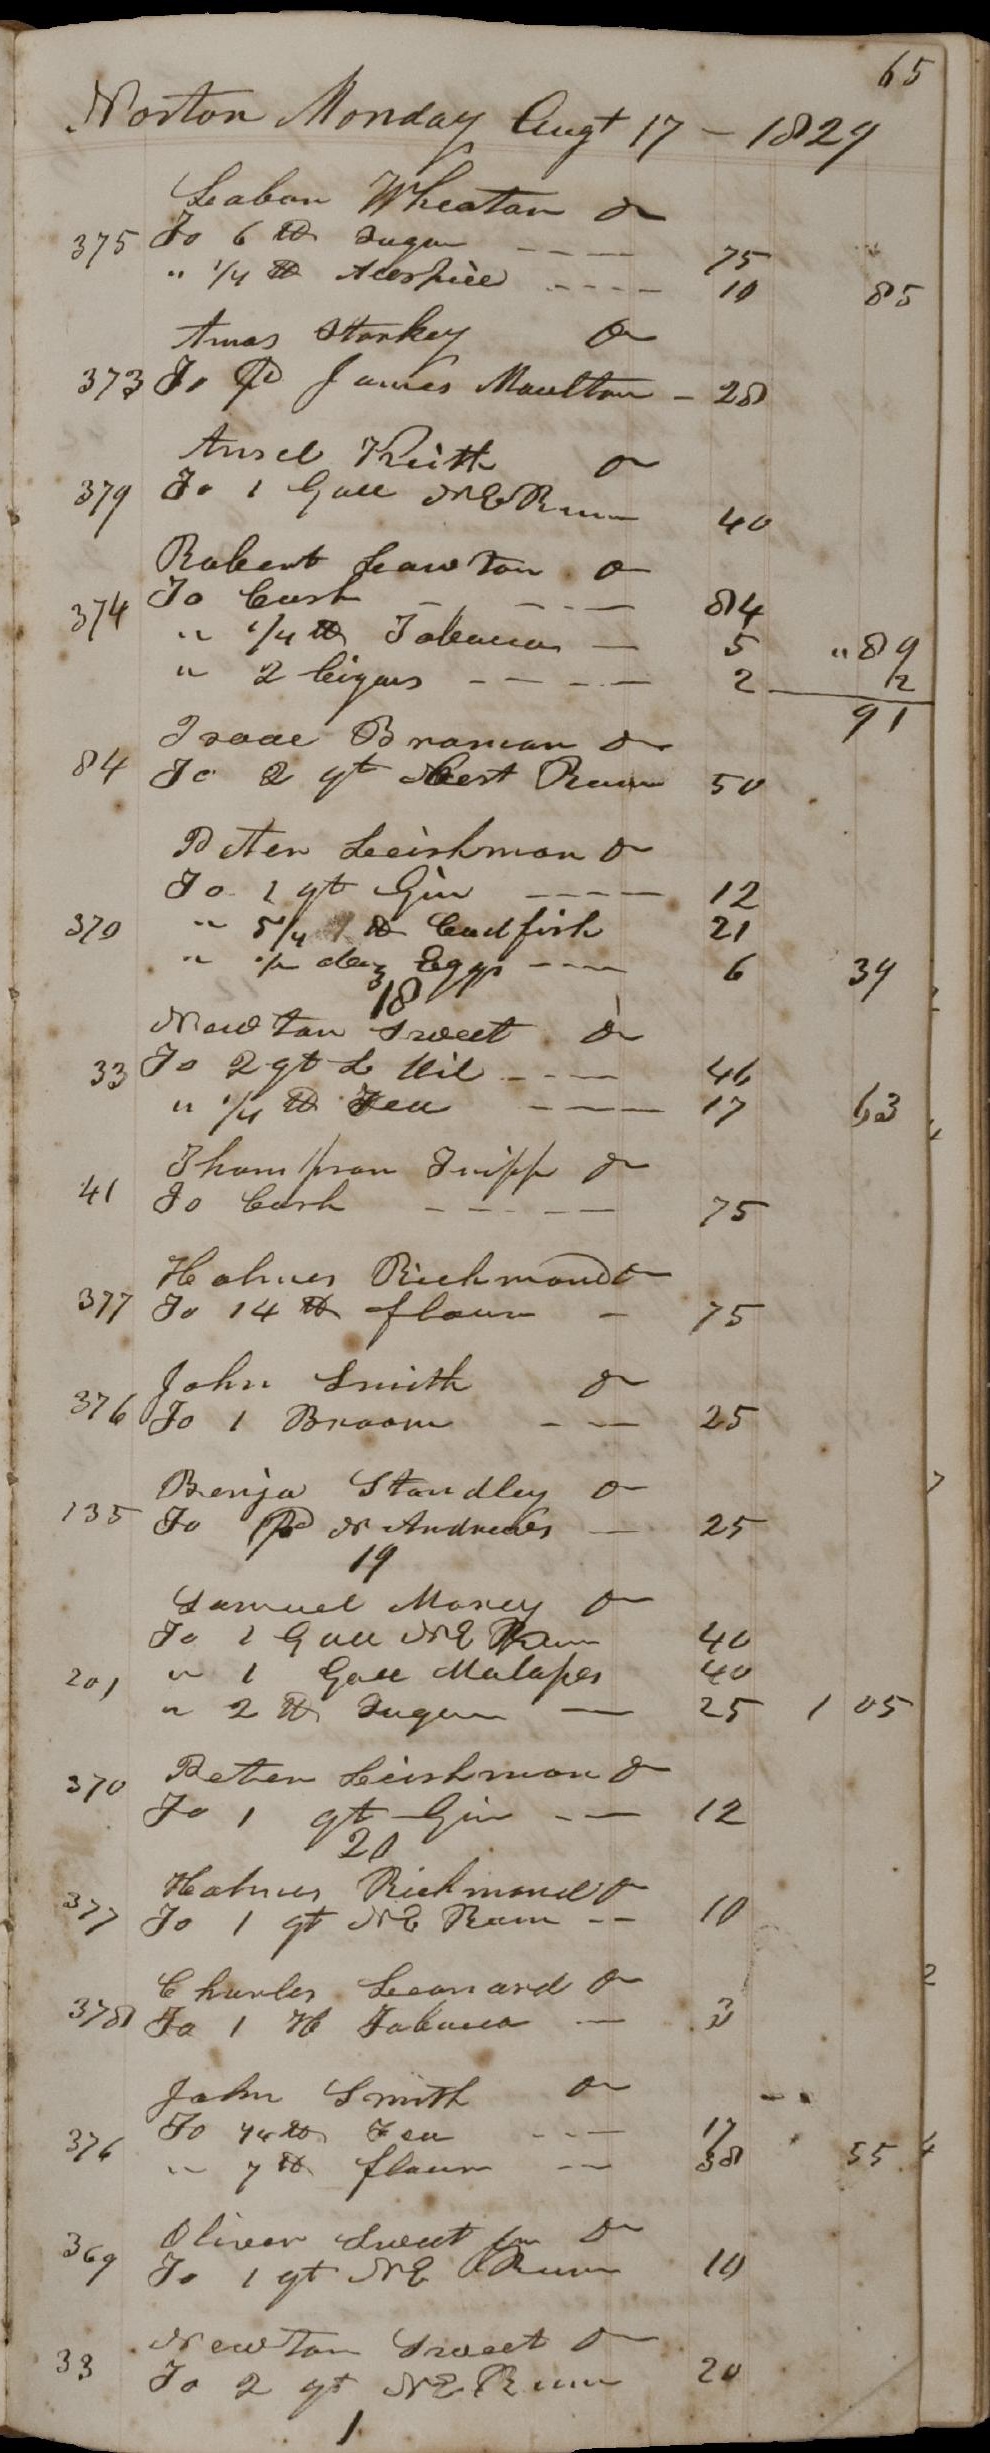 65
Norton Monday Augt 17 - 1829
Laban Wheaton Dr
375 To 6 lb Sugar 75
" 1/4 lb Allspice 10 85
Amos Starkey Dr
373 To Pd James Maulton - 28
Ansel Keith Dr
379 To 1 Gall NE Rum 40
Robert Lawton Dr
374 To Cash 84
" 1/4 lb Tobacco 5 " 89
" 2 Cigars 2 2
91
Isaac Braman Dr
84 To 2 qt West Rum 50
Peter Leishman Dr
To 1 qt Gin 12
370 " 5/4 lb Codfish 21
" 1/2 doz Eggs 6 39
18
Newton Sweet Dr
33 To 2 qt L Oil 46
" 1/4 lb Tea 17 63
Thompson Tripp Dr
41 To Cash 75
Holmes Richmond Dr
377 To 14 lb flour - 75
John Smith Dr
376 To 1 Broom 25
Benja Standley Dr
135 To Pd N Andrews 25
19
Samuel Morey Dr
To 1 Gall NE Rum 40
201 " 1 Gall Molasses 40
" 2 lb Sugar 25 1 05
370 Peter Leishman Dr
To 1 qt Gin 12
20
Holmes Richmond Dr
377 To 1 qt NE Rum 10
Charles Leonard Dr
378 To 1 Hd Tobacco 3
John Smith Dr
376 To 1/4 lb Tea 17
" 7 lb flour 38 55
Oliver Sweet Jr Dr
369 To 1 qt NE Rum 10
Newton Sweet Dr
33 To 2 qt NE Rum 20
1